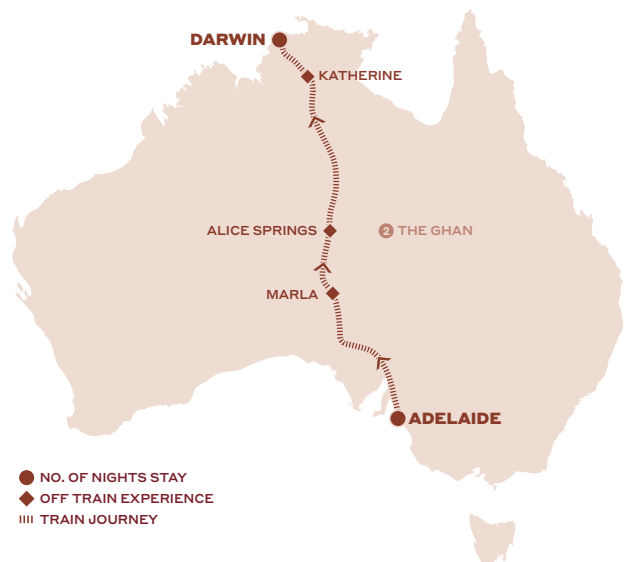 DARWIN
KATHERINE
ALICE SPRINGS
2 THE GHAN
MARLA
ADELAIDE
NO. OF NIGHTS STAY
OFF TRAIN EXPERIENCE
TRAIN JOURNEY